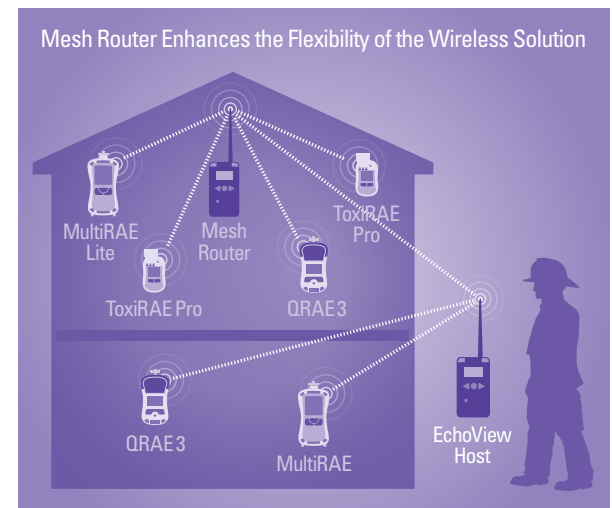 Mesh Router Enhances the Flexibility of the Wireless Solution
MultiRAE
Lite
Mesh
Router
ToxiRAE
Pro
ToxiRAE Pro
QRAE 3
QRAE 3
MultiRAE
EchoView
Host